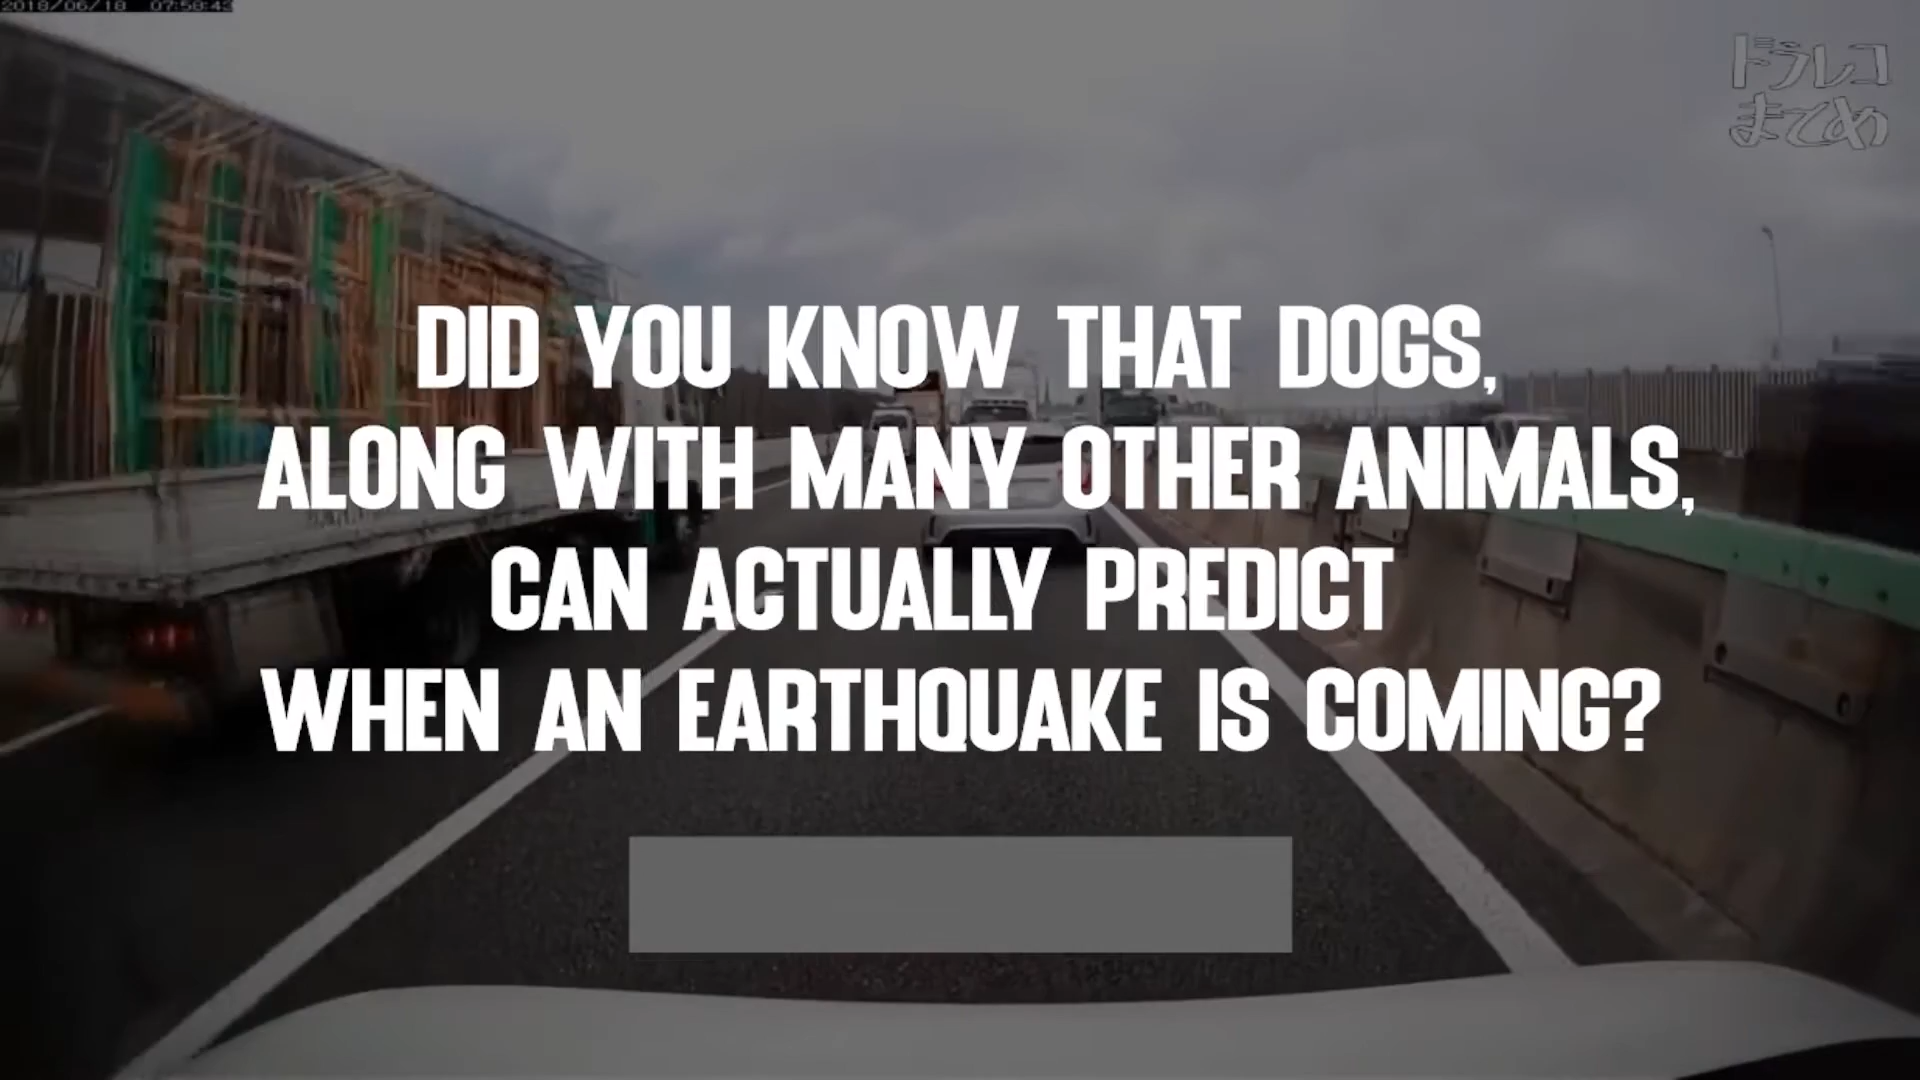 2018/06/18 07:58:43
ドラレコ
まとめ
DID YOU KNOW THAT DOGS,
ALONG WITH MANY OTHER ANIMALS,
CAN ACTUALLY PREDICT
WHEN AN EARTHQUAKE IS COMING?